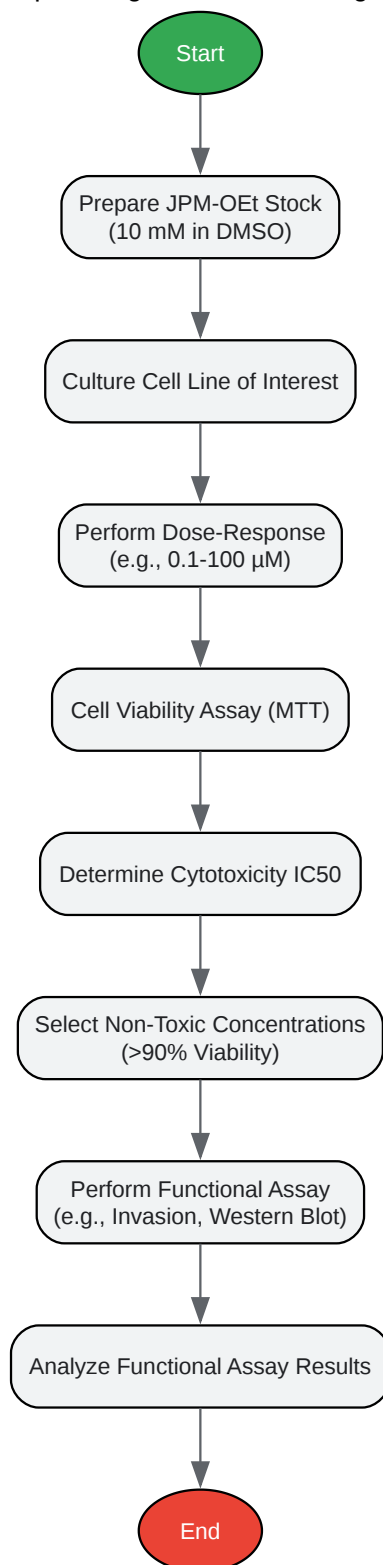 Start
Prepare JPM-OEt Stock
(10 mM in DMSO)
Culture Cell Line of Interest
Perform Dose-Response
(e.g., 0.1-100 µM)
Cell Viability Assay (MTT)
Determine Cytotoxicity IC50
Select Non-Toxic Concentrations
(>90% Viability)
Perform Functional Assay
(e.g., Invasion, Western Blot)
Analyze Functional Assay Results
End